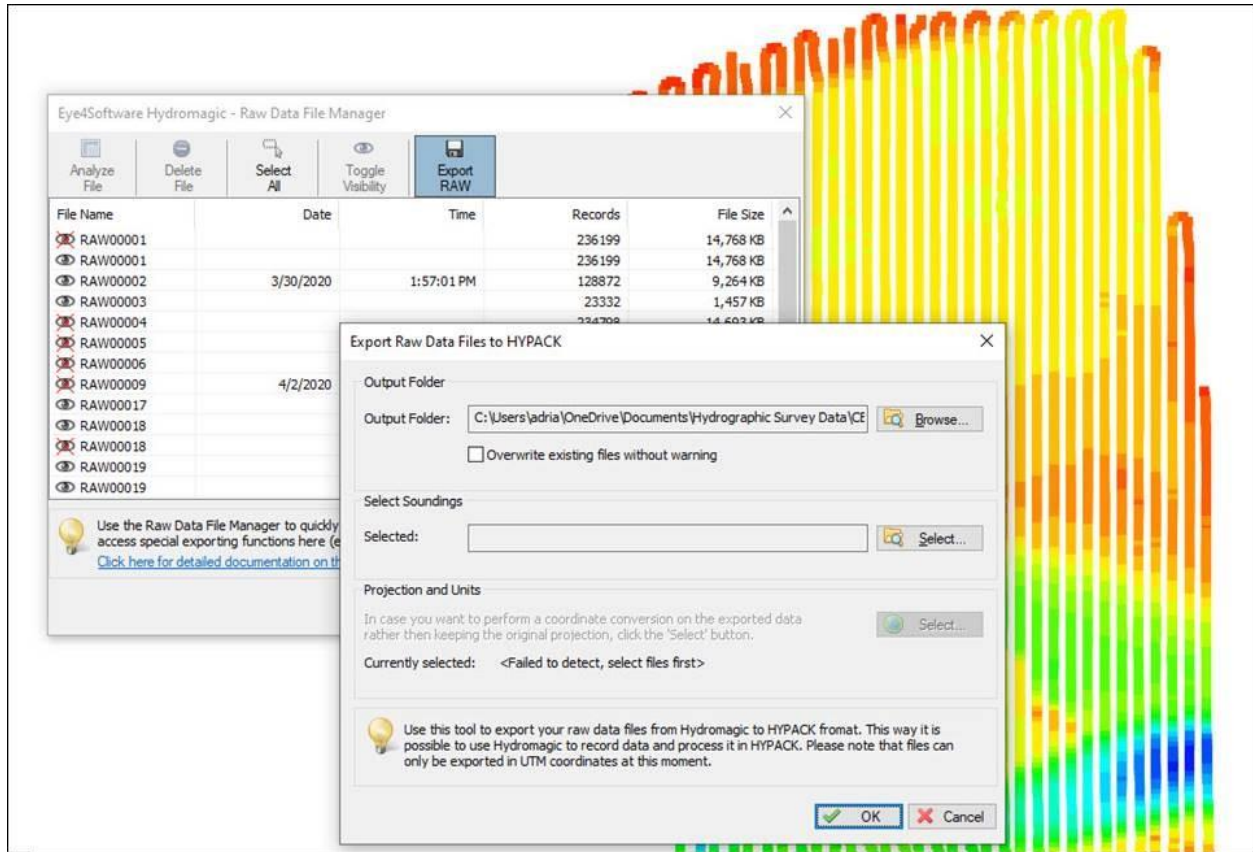 Eye4Software Hydromagic - Raw Data File Manager
Analyze File
Delete File
Select All
Toggle Visibility
Export RAW
File Name Date Time Records File Size
RAW00001 236199 14,768 KB
RAW00001 236199 14,768 KB
RAW00002 3/30/2020 1:57:01 PM 128872 9,264 KB
RAW00003 23332 1,457 KB
RAW00004 234798 14,693 KB
RAW00005
RAW00006
RAW00009 4/2/2020
RAW00017
RAW00018
RAW00018
RAW00019
RAW00019
Use the Raw Data File Manager to quickly
access special exporting functions here (e
Click here for detailed documentation on th
Export Raw Data Files to HYPACK
Output Folder
Output Folder: C:\Users\adria\OneDrive\Documents\Hydrographic Survey Data\CE Browse...
Overwrite existing files without warning
Select Soundings
Selected: Select...
Projection and Units
In case you want to perform a coordinate conversion on the exported data
rather then keeping the original projection, click the 'Select' button.
Select...
Currently selected: <Failed to detect, select files first>
Use this tool to export your raw data files from Hydromagic to HYPACK fromat. This way it is
possible to use Hydromagic to record data and process it in HYPACK. Please note that files can
only be exported in UTM coordinates at this moment.
OK Cancel